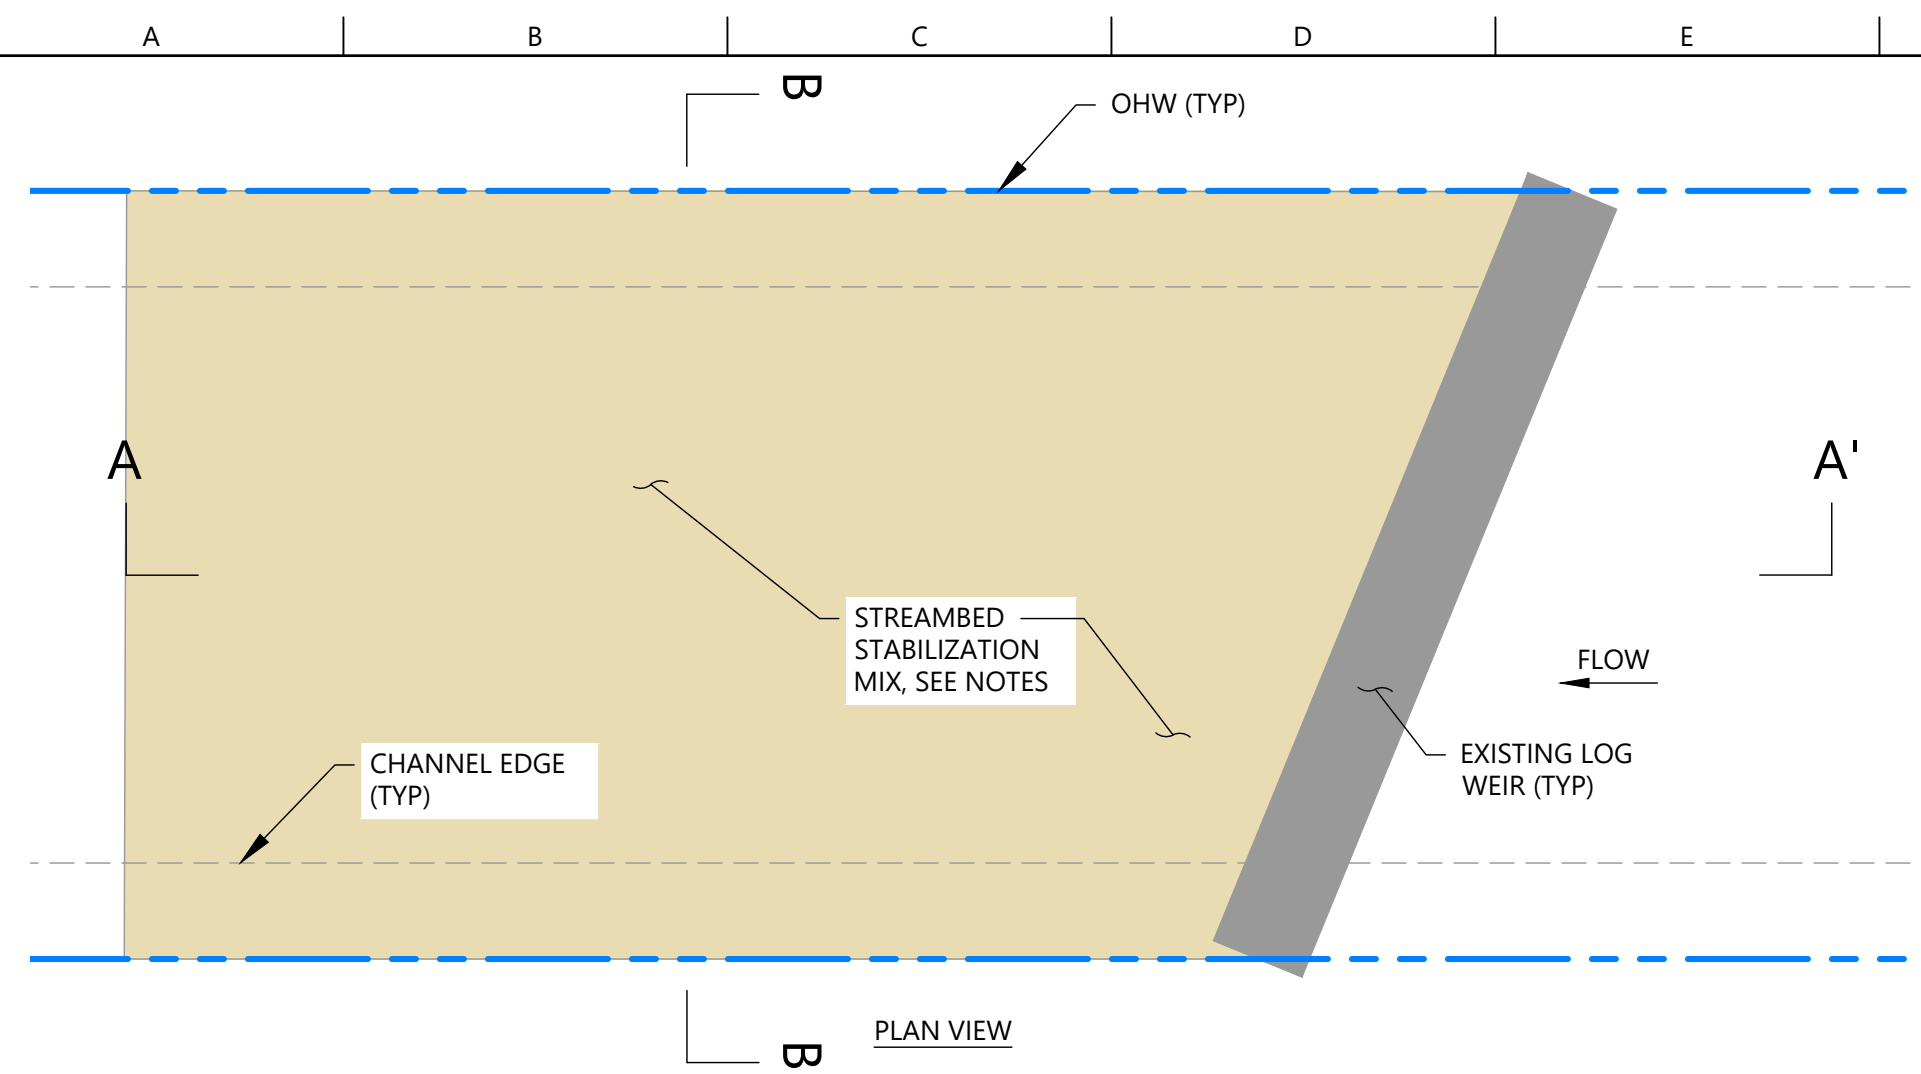 A B C D E
B
OHW (TYP)
A
A'
STREAMBED
STABILIZATION
MIX, SEE NOTES
FLOW
EXISTING LOG
WEIR (TYP)
CHANNEL EDGE
(TYP)
PLAN VIEW
B